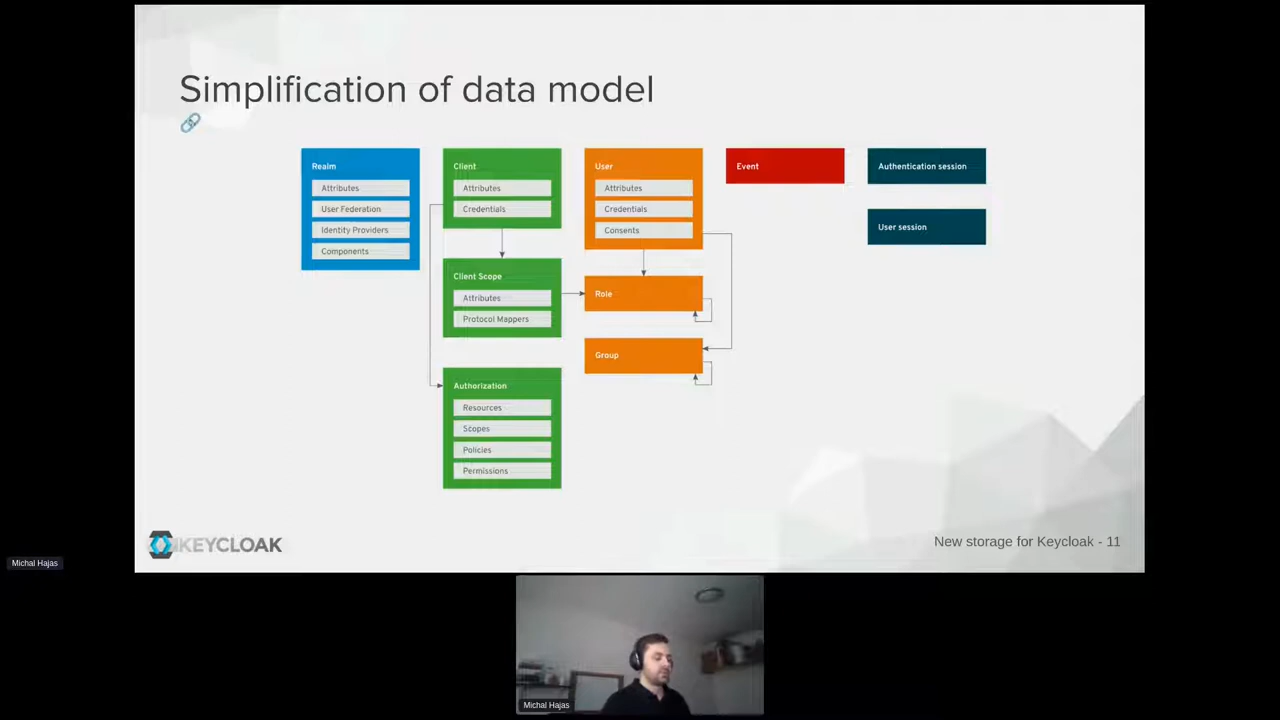 Simplification of data model
Realm
Attributes
User Federation
Identity Providers
Components
Client
Attributes
Credentials
Client Scope
Attributes
Protocol Mappers
Authorization
Resources
Scopes
Policies
Permissions
User
Attributes
Credentials
Consents
Role
Group
Event
Authentication session
User session
KEYCLOAK
New storage for Keycloak - 11
Michal Hajas
Michal Hajas